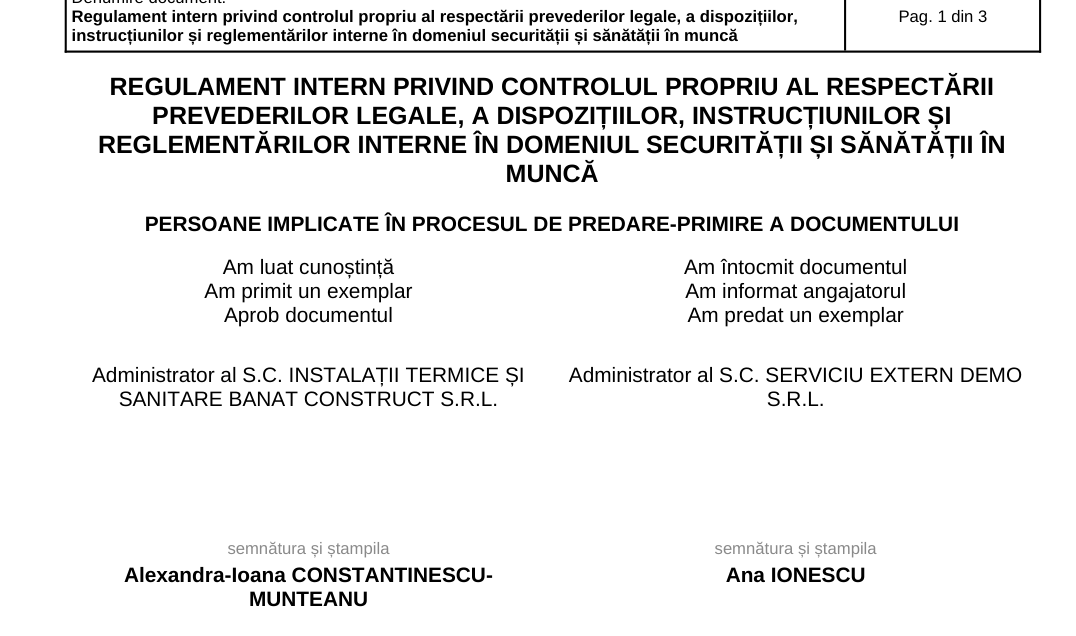 Denumire document:
Regulament intern privind controlul propriu al respectării prevederilor legale, a dispozițiilor,
instrucțiunilor și reglementărilor interne în domeniul securității și sănătății în muncă
Pag. 1 din 3
REGULAMENT INTERN PRIVIND CONTROLUL PROPRIU AL RESPECTĂRII
PREVEDERILOR LEGALE, A DISPOZIȚIILOR, INSTRUCȚIUNILOR ȘI
REGLEMENTĂRILOR INTERNE ÎN DOMENIUL SECURITĂȚII ȘI SĂNĂTĂȚII ÎN
MUNCĂ
PERSOANE IMPLICATE ÎN PROCESUL DE PREDARE-PRIMIRE A DOCUMENTULUI
Am luat cunoștință
Am primit un exemplar
Aprob documentul
Am întocmit documentul
Am informat angajatorul
Am predat un exemplar
Administrator al S.C. INSTALAȚII TERMICE ȘI
SANITARE BANAT CONSTRUCT S.R.L.
Administrator al S.C. SERVICIU EXTERN DEMO
S.R.L.
semnătura și ștampila
Alexandra-Ioana CONSTANTINESCU-
MUNTEANU
semnătura și ștampila
Ana IONESCU